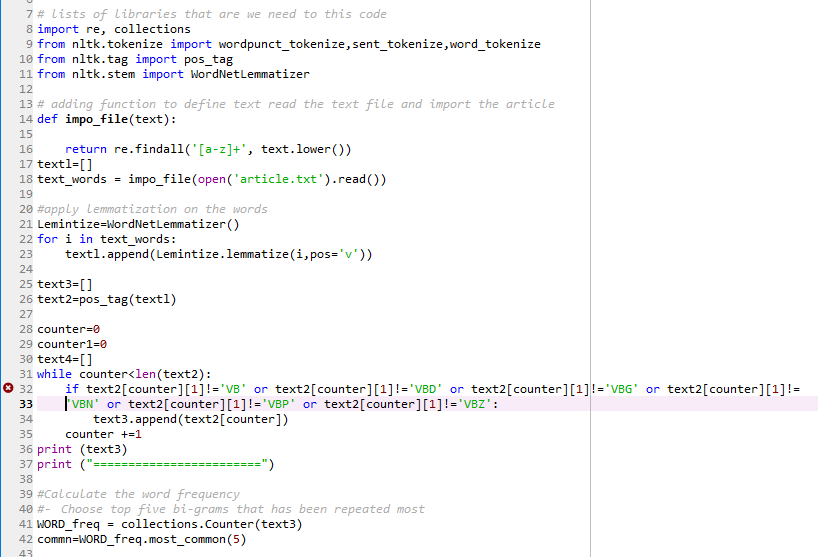 7 # lists of libraries that are we need to this code
8 import re, collections
9 from nltk.tokenize import wordpunct_tokenize,sent_tokenize,word_tokenize
10 from nltk.tag import pos_tag
11 from nltk.stem import WordNetLemmatizer
12
13 # adding function to define text read the text file and import the article
14 def impo_file(text):
15
16     return re.findall('[a-z]+', text.lower())
17 textl=[]
18 text_words = impo_file(open('article.txt').read())
19
20 #apply lemmatization on the words
21 Lemintize=WordNetLemmatizer()
22 for i in text_words:
23     textl.append(Lemintize.lemmatize(i,pos='v'))
24
25 text3=[]
26 text2=pos_tag(textl)
27
28 counter=0
29 counter1=0
30 text4=[]
31 while counter<len(text2):
32     if text2[counter][1]!='VB' or text2[counter][1]!='VBD' or text2[counter][1]!='VBG' or text2[counter][1]!=
33     'VBN' or text2[counter][1]!='VBP' or text2[counter][1]!='VBZ':
34         text3.append(text2[counter])
35     counter +=1
36 print (text3)
37 print ("========================")
38
39 #Calculate the word frequency
40 #- Choose top five bi-grams that has been repeated most
41 WORD_freq = collections.Counter(text3)
42 commn=WORD_freq.most_common(5)
43